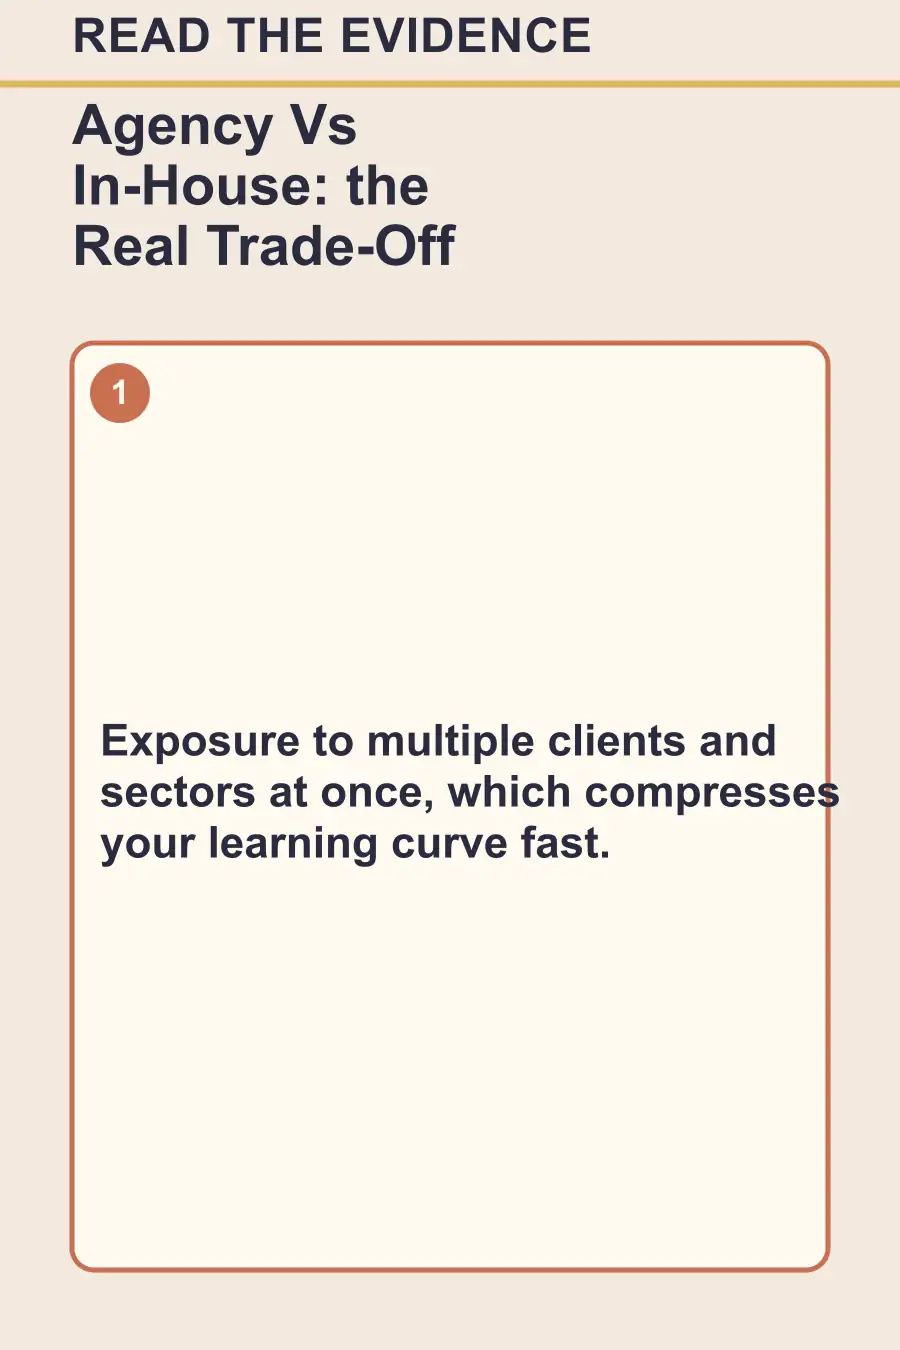 READ THE EVIDENCE
Agency Vs
In-House: the
Real Trade-Off
1
Exposure to multiple clients and
sectors at once, which compresses
your learning curve fast.